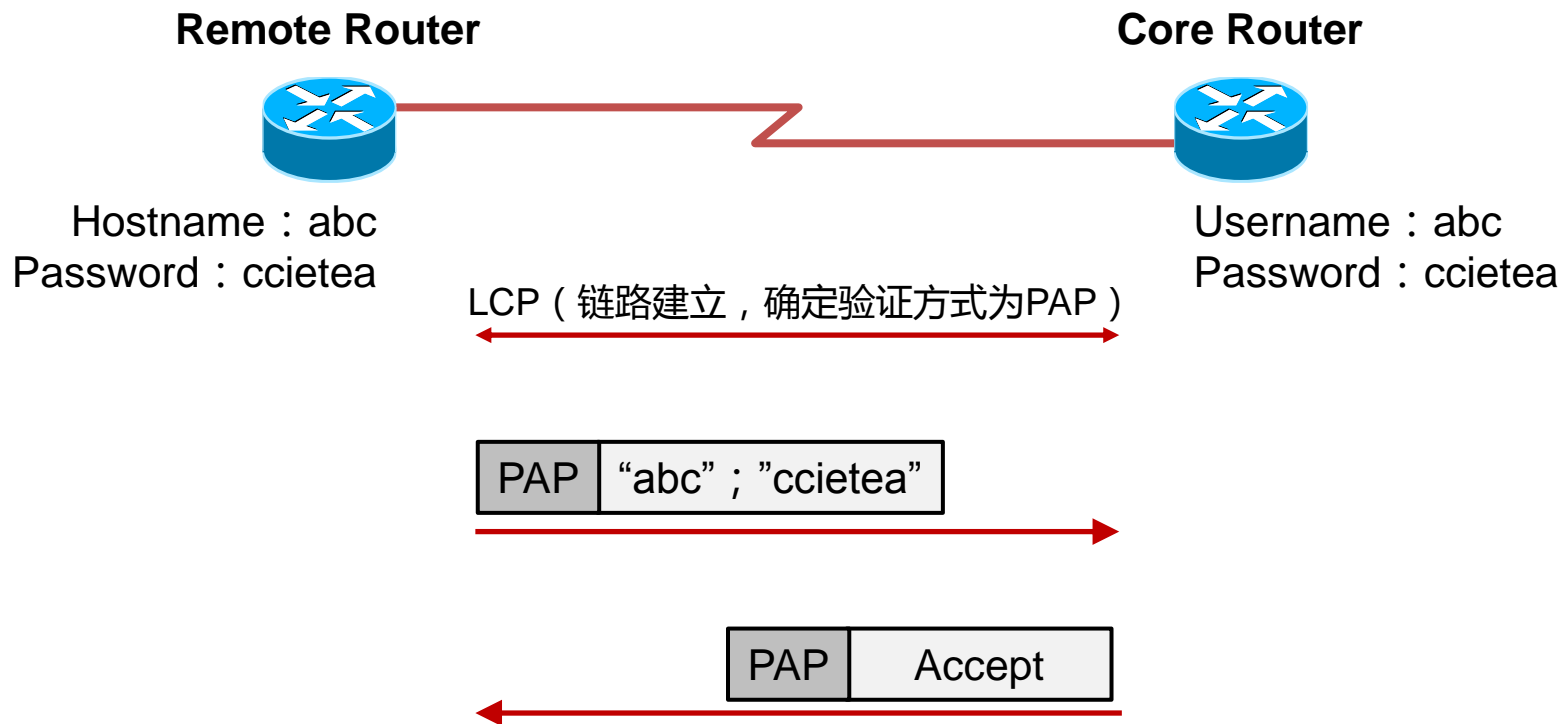 Remote Router
Core Router
Hostname：abc
Password：ccietea
Username：abc
Password：ccietea
LCP（链路建立，确定验证方式为PAP）
PAP “abc”；”ccietea”
PAP Accept